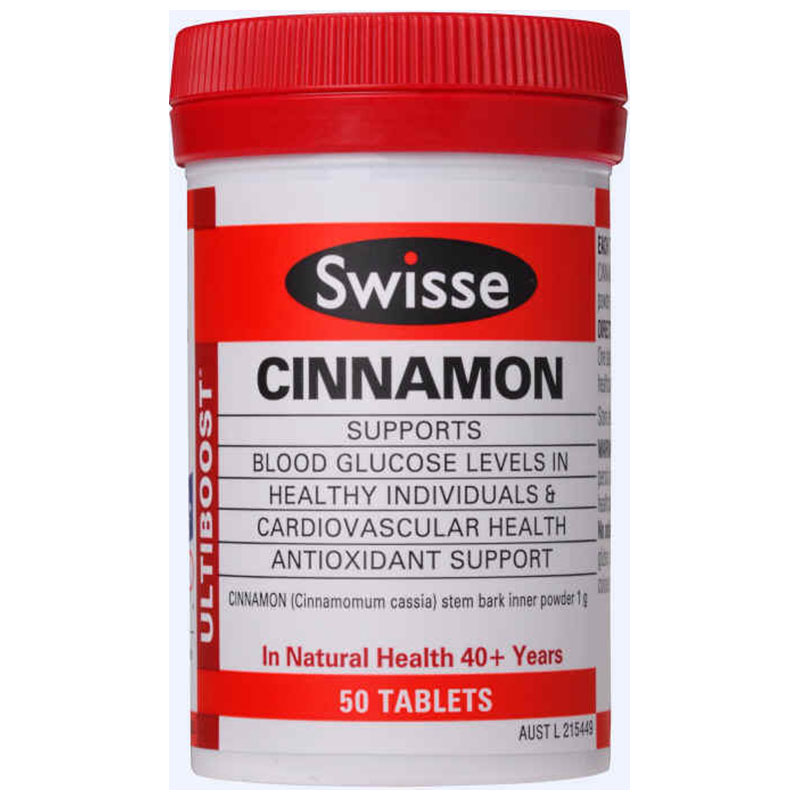 Swisse
ULTIBOOST
CINNAMON
SUPPORTS
BLOOD GLUCOSE LEVELS IN
HEALTHY INDIVIDUALS &
CARDIOVASCULAR HEALTH
ANTIOXIDANT SUPPORT
CINNAMON (Cinnamomum cassia) stem bark inner powder 1 g
In Natural Health 40+ Years
50 TABLETS
AUST L 215449